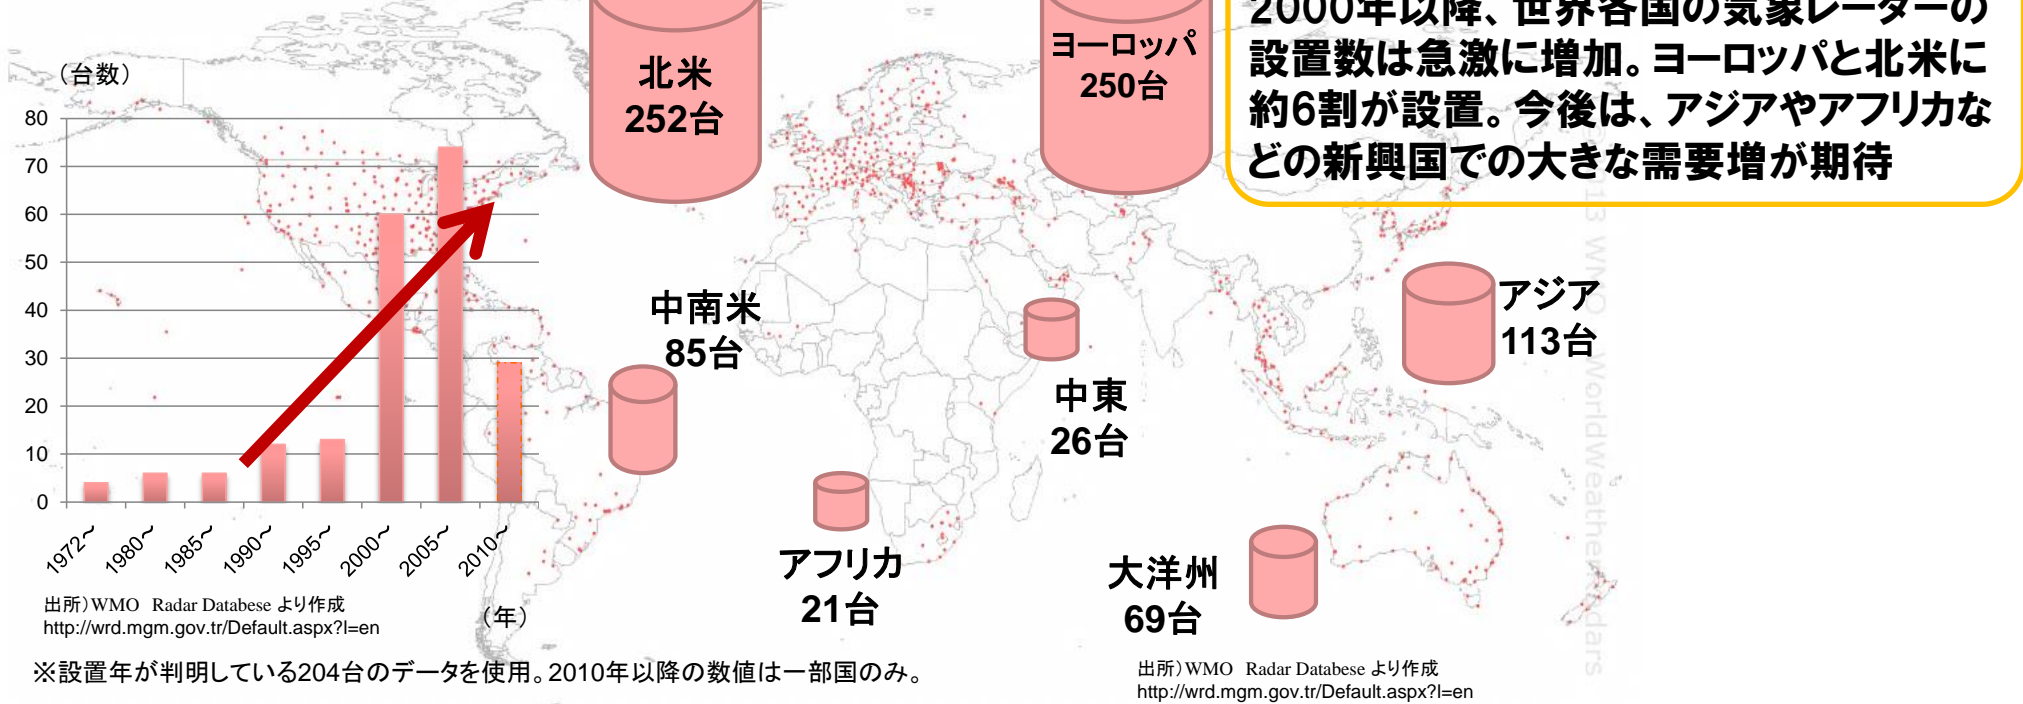 2000年以降、世界各国の気象レーダーの
設置数は急激に増加。ヨーロッパと北米に
約6割が設置。今後は、アジアやアフリカな
どの新興国での大きな需要増が期待
(台数)
80
70
60
50
40
30
20
10
0
1972~
1980~
1985~
1990~
1995~
2000~
2005~
2010~
(年)
北米
252台
ヨーロッパ
250台
中南米
85台
アジア
113台
中東
26台
アフリカ
21台
大洋州
69台
出所)WMO Radar Databese より作成
http://wrd.mgm.gov.tr/Default.aspx?l=en
※設置年が判明している204台のデータを使用。2010年以降の数値は一部国のみ。
出所)WMO Radar Databese より作成
http://wrd.mgm.gov.tr/Default.aspx?l=en